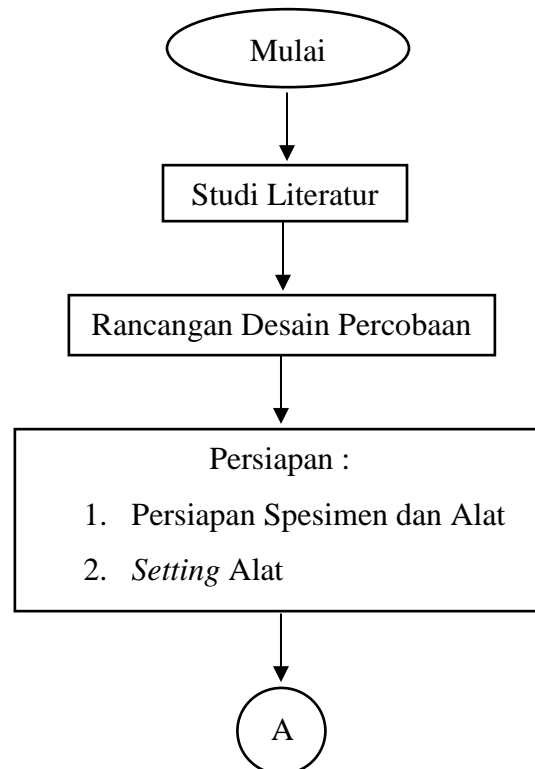 Mulai
Studi Literatur
Rancangan Desain Percobaan
Persiapan :
1. Persiapan Spesimen dan Alat
2. Setting Alat
A